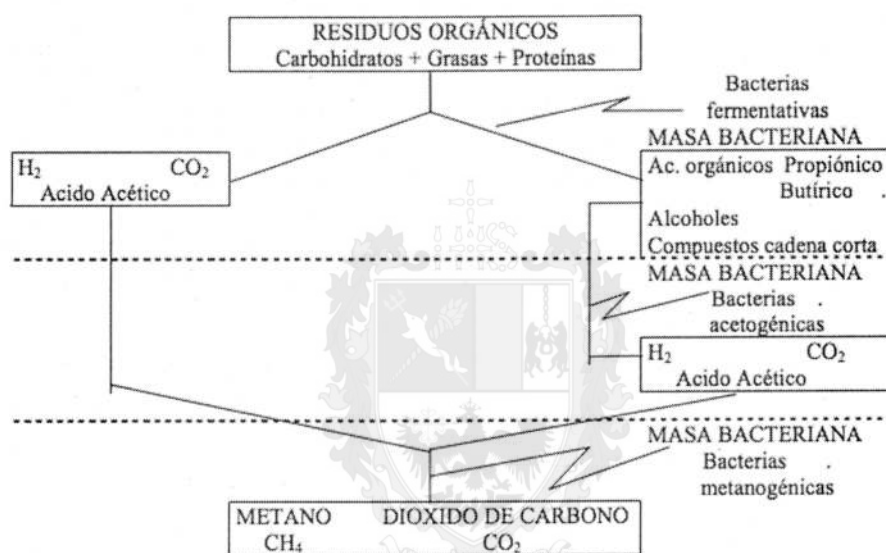 RESIDUOS ORGÁNICOS
Carbohidratos + Grasas + Proteínas
Bacterias
fermentativas
MASA BACTERIANA
H₂ CO₂
Acido Acético
Ac. orgánicos Propiónico
Butírico .
Alcoholes
Compuestos cadena corta
MASA BACTERIANA
Bacterias .
acetogénicas
H₂ CO₂
Acido Acético
MASA BACTERIANA
Bacterias .
metanogénicas
METANO DIOXIDO DE CARBONO
CH₄ CO₂